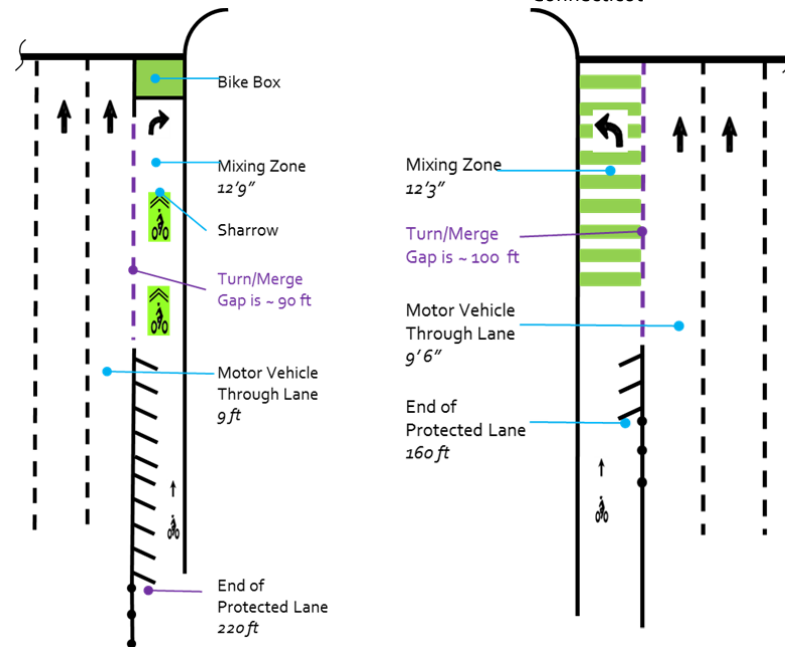 Connecticut
Bike Box
Mixing Zone
12'9"
Sharrow
Turn/Merge
Gap is ~ 90 ft
Motor Vehicle
Through Lane
9 ft
End of
Protected Lane
220 ft
Mixing Zone
12'3"
Turn/Merge
Gap is ~ 100 ft
Motor Vehicle
Through Lane
9' 6"
End of
Protected Lane
160 ft